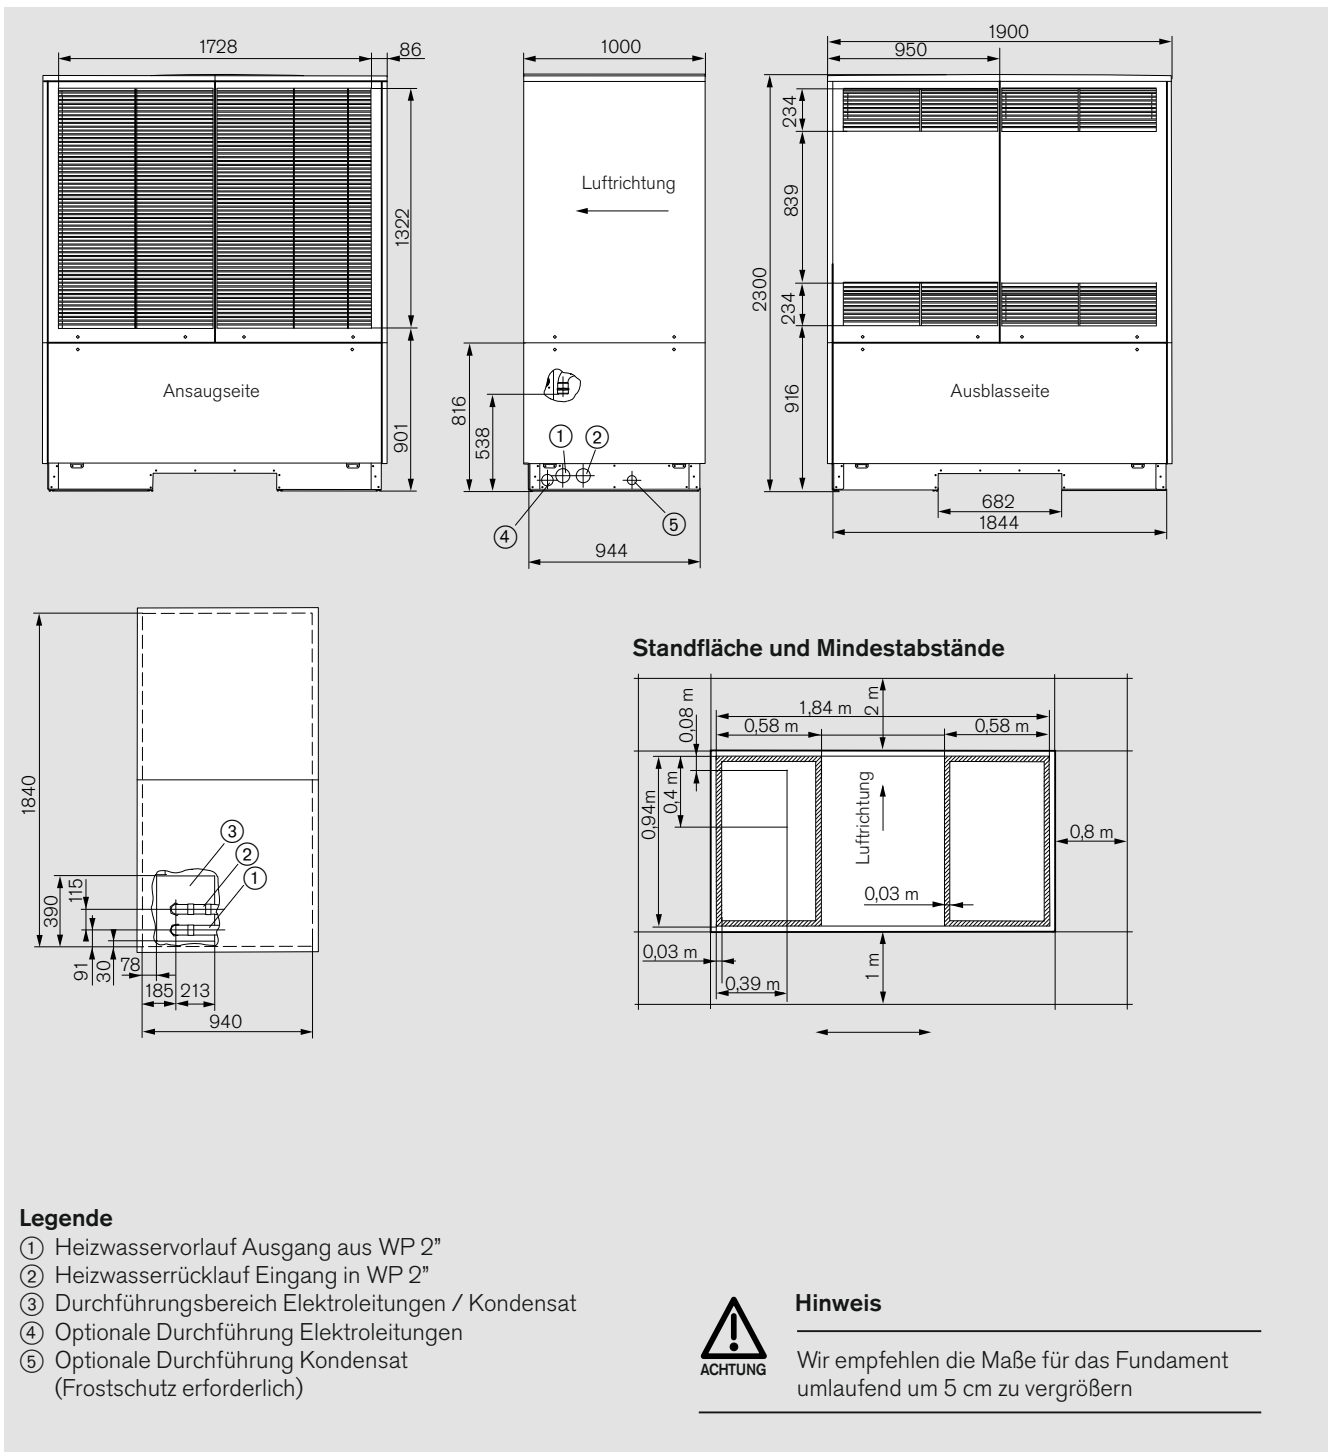 1728
86
1322
901
Ansaugseite
1000
Luftrichtung
816
538
1
2
4
5
944
1900
950
234
839
2300
234
916
Ausblasseite
682
1844
1840
390
115
91
30
78
185
213
940
3
2
1
Standfläche und Mindestabstände
2 m
0,08 m
1,84 m
0,58 m
0,58 m
0,94m
0,4 m
Luftrichtung
0,8 m
0,03 m
0,03 m
0,39 m
1 m
Legende
1 Heizwasservorlauf Ausgang aus WP 2”
2 Heizwasserrücklauf Eingang in WP 2”
3 Durchführungsbereich Elektroleitungen / Kondensat
4 Optionale Durchführung Elektroleitungen
5 Optionale Durchführung Kondensat
(Frostschutz erforderlich)
ACHTUNG
Hinweis
Wir empfehlen die Maße für das Fundament
umlaufend um 5 cm zu vergrößern